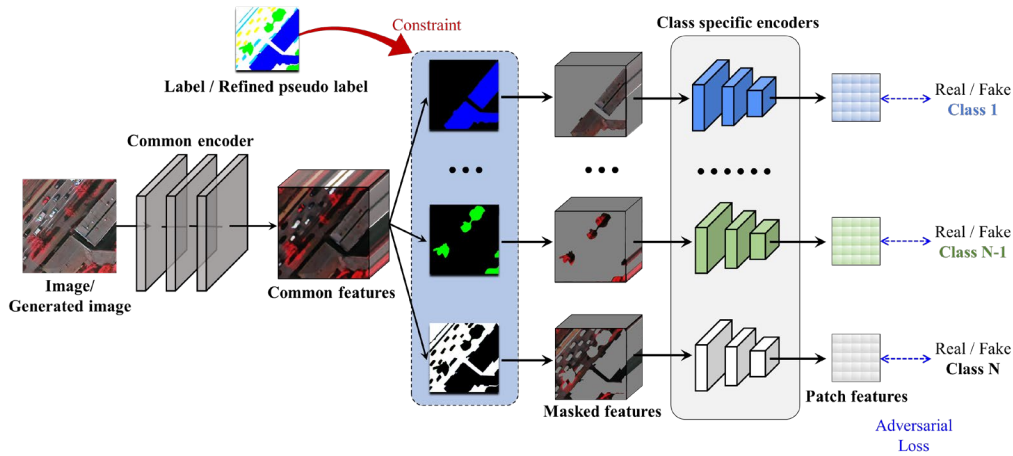 Class specific encoders
Constraint
Label / Refined pseudo label
Real / Fake
Class 1
Common encoder
Real / Fake
Class N-1
Image/
Generated image
Common features
Real / Fake
Class N
Masked features
Patch features
Adversarial
Loss